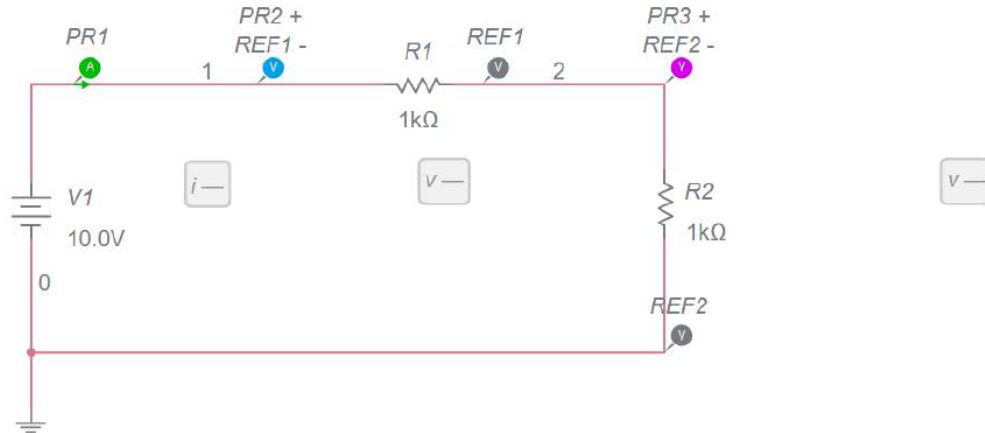 PR1
A
1
PR2 +
REF1 -
V
R1
1kΩ
REF1
V
2
PR3 +
REF2 -
V
i —
v —
v —
V1
10.0V
R2
1kΩ
0
REF2
V